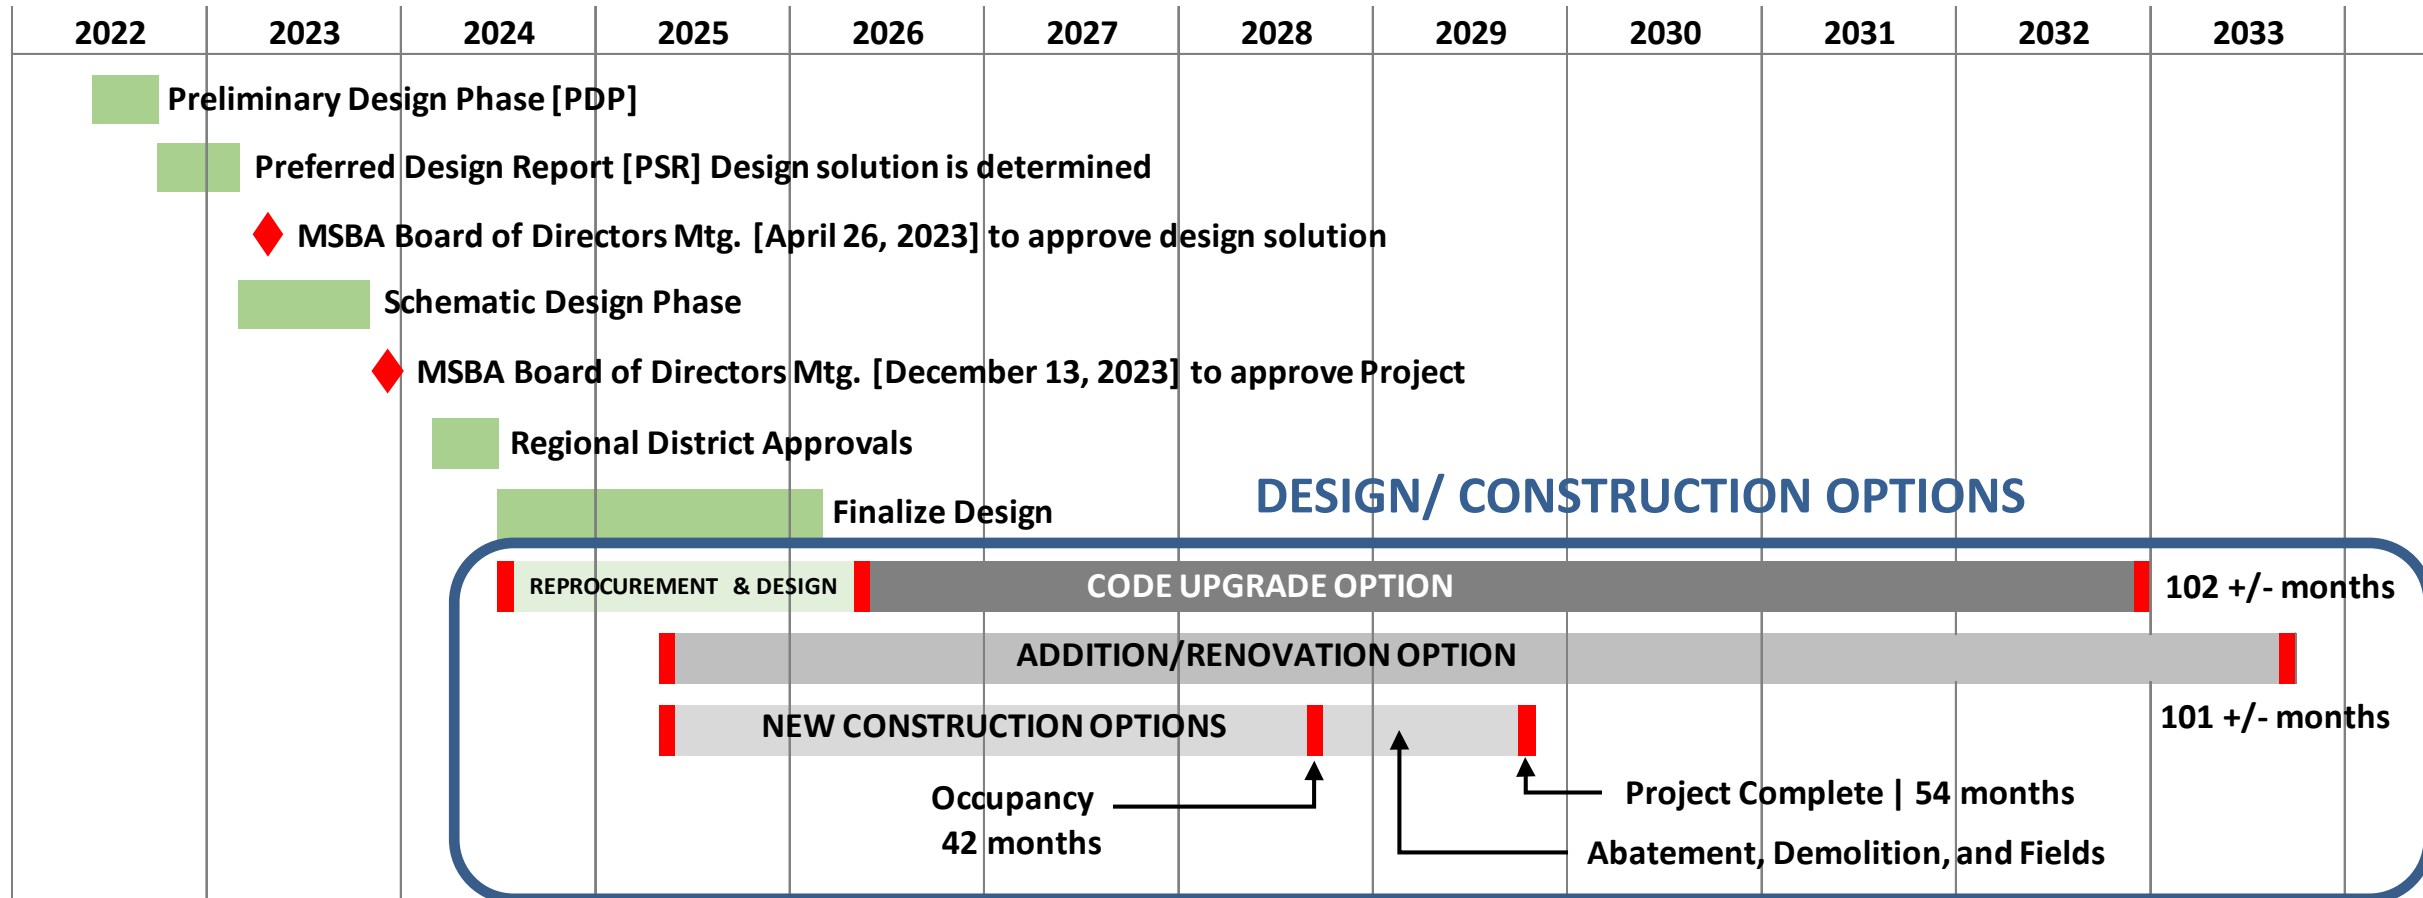 2022 2023 2024 2025 2026 2027 2028 2029 2030 2031 2032 2033
Preliminary Design Phase [PDP]
Preferred Design Report [PSR] Design solution is determined
MSBA Board of Directors Mtg. [April 26, 2023] to approve design solution
Schematic Design Phase
MSBA Board of Directors Mtg. [December 13, 2023] to approve Project
Regional District Approvals
Finalize Design
DESIGN/ CONSTRUCTION OPTIONS
REPROCUREMENT & DESIGN
CODE UPGRADE OPTION
102 +/- months
ADDITION/RENOVATION OPTION
101 +/- months
NEW CONSTRUCTION OPTIONS
Occupancy
42 months
Project Complete | 54 months
Abatement, Demolition, and Fields